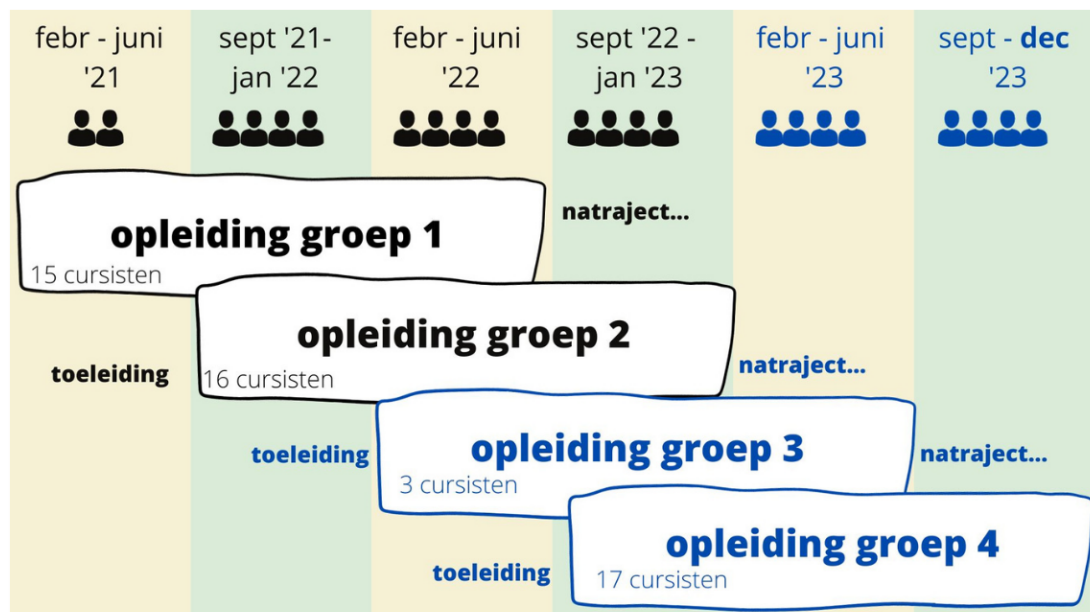 febr - juni
'21
sept '21-
jan '22
febr - juni
'22
sept '22 -
jan '23
febr - juni
'23
sept - dec
'23
opleiding groep 1
15 cursisten
natraject...
opleiding groep 2
toeleiding
16 cursisten
natraject...
opleiding groep 3
toeleiding
3 cursisten
natraject...
opleiding groep 4
toeleiding
17 cursisten